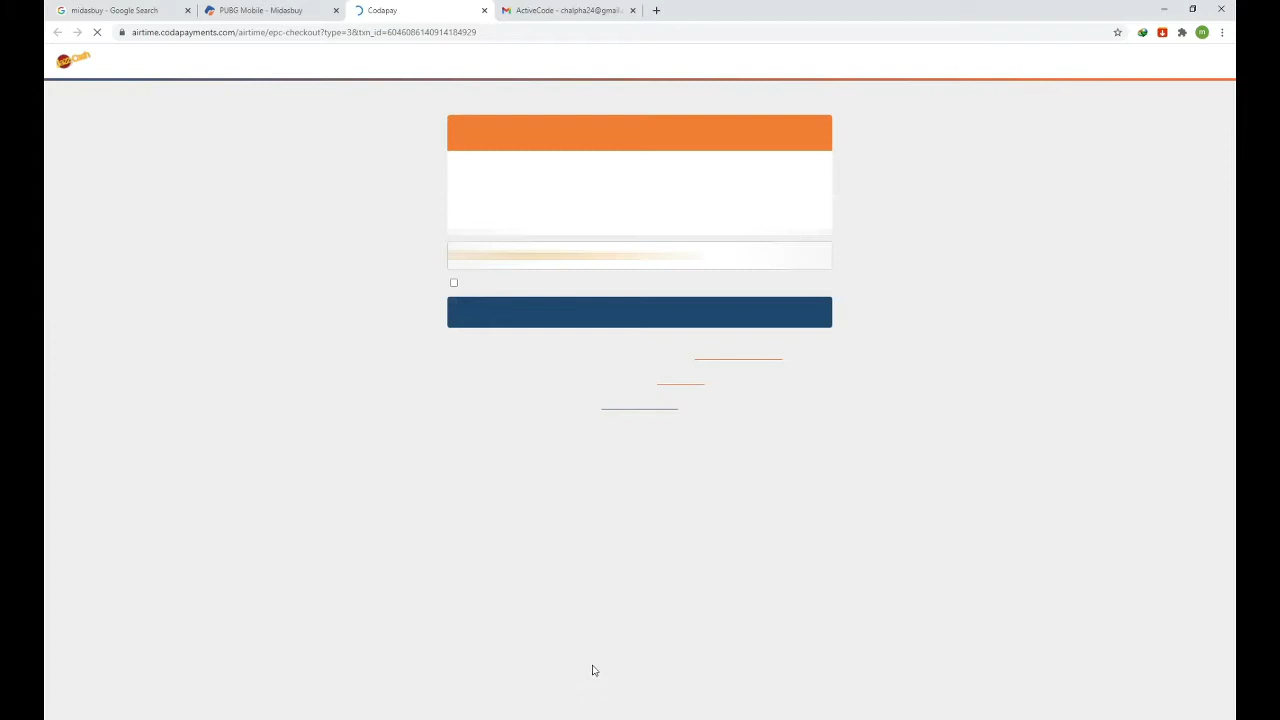 midasbuy - Google Search
PUBG Mobile - Midasbuy
Codapay
ActiveCode - chalpha24@gmail
airtime.codapayments.com/airtime/epc-checkout?type=3&txn_id=6046086140914184929
m